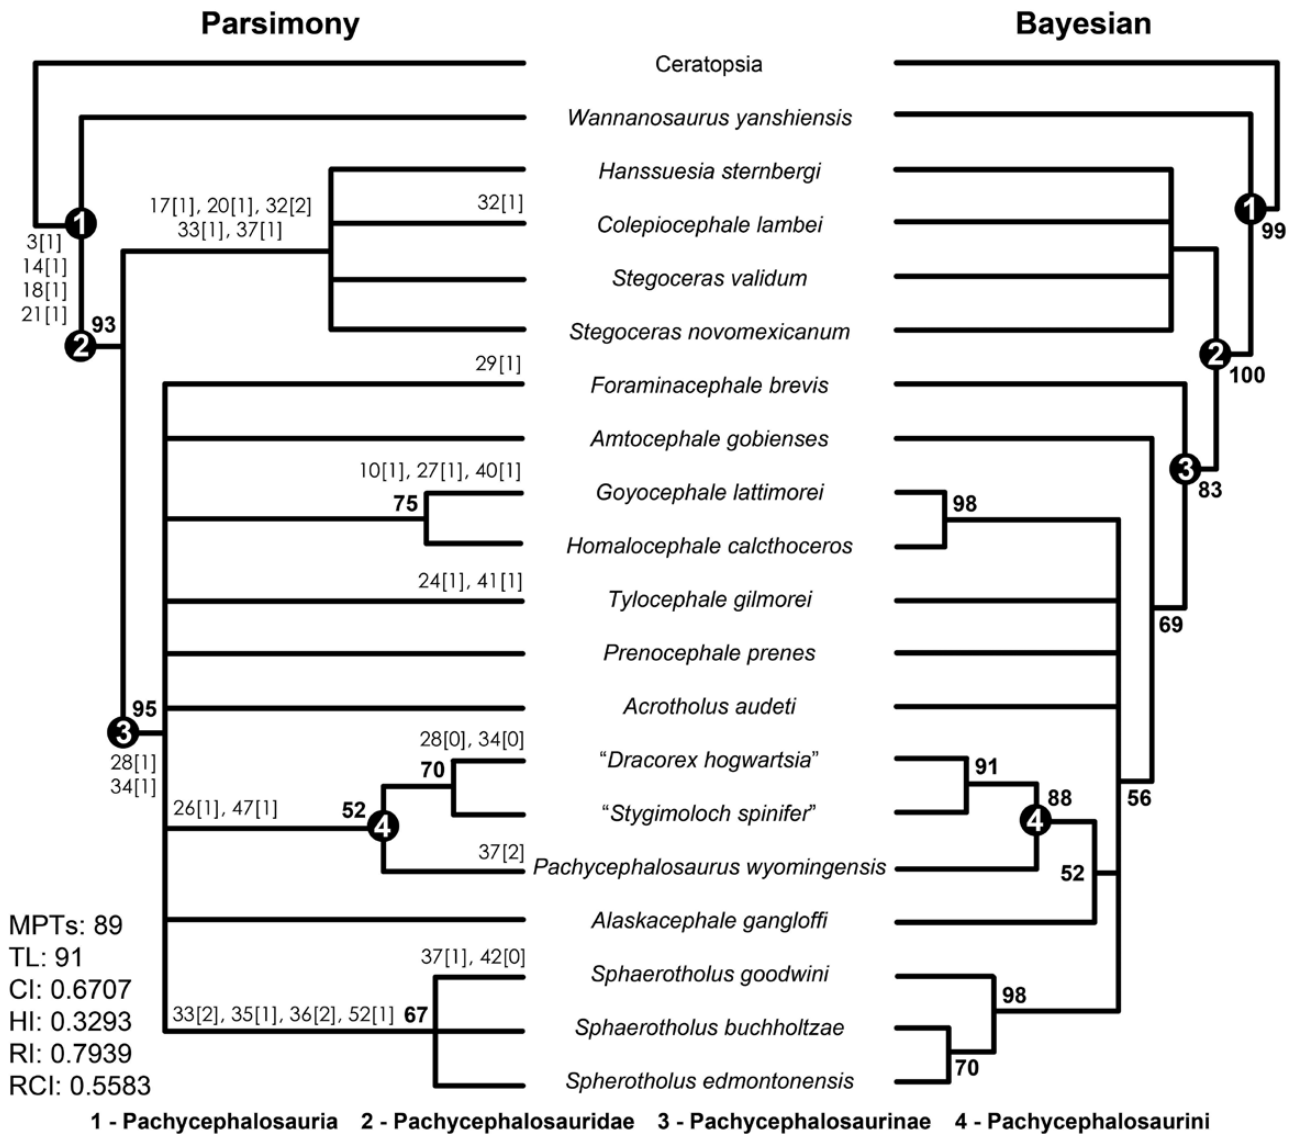 Parsimony
Bayesian
Ceratopsia
Wannanosaurus yanshiensis
Hanssuesia sternbergi
17[1], 20[1], 32[2]
33[1], 37[1]
32[1]
Colepiocephale lambei
1
1
99
3[1]
14[1]
18[1]
21[1]
Stegoceras validum
93
2
Stegoceras novomexicanum
2
100
29[1]
Foraminacephale brevis
Amtocephale gobienses
3
83
10[1], 27[1], 40[1]
75
Goyocephale lattimorei
98
Homalocephale calcthoceros
24[1], 41[1]
Tylocephale gilmorei
69
Prenocephale prenes
95
3
28[1]
34[1]
Acrotholus audeti
28[0], 34[0]
70
“Dracorex hogwartsia”
91
26[1], 47[1]
52
4
“Stygimoloch spinifer”
88
4
56
37[2]
Pachycephalosaurus wyomingensis
52
Alaskacephale gangloffi
37[1], 42[0]
Sphaerotholus goodwini
98
33[2], 35[1], 36[2], 52[1]
67
Sphaerotholus buchholtzae
70
Spherotholus edmontonensis
MPTs: 89
TL: 91
CI: 0.6707
HI: 0.3293
RI: 0.7939
RCI: 0.5583
1 - Pachycephalosauria 2 - Pachycephalosauridae 3 - Pachycephalosaurinae 4 - Pachycephalosaurini